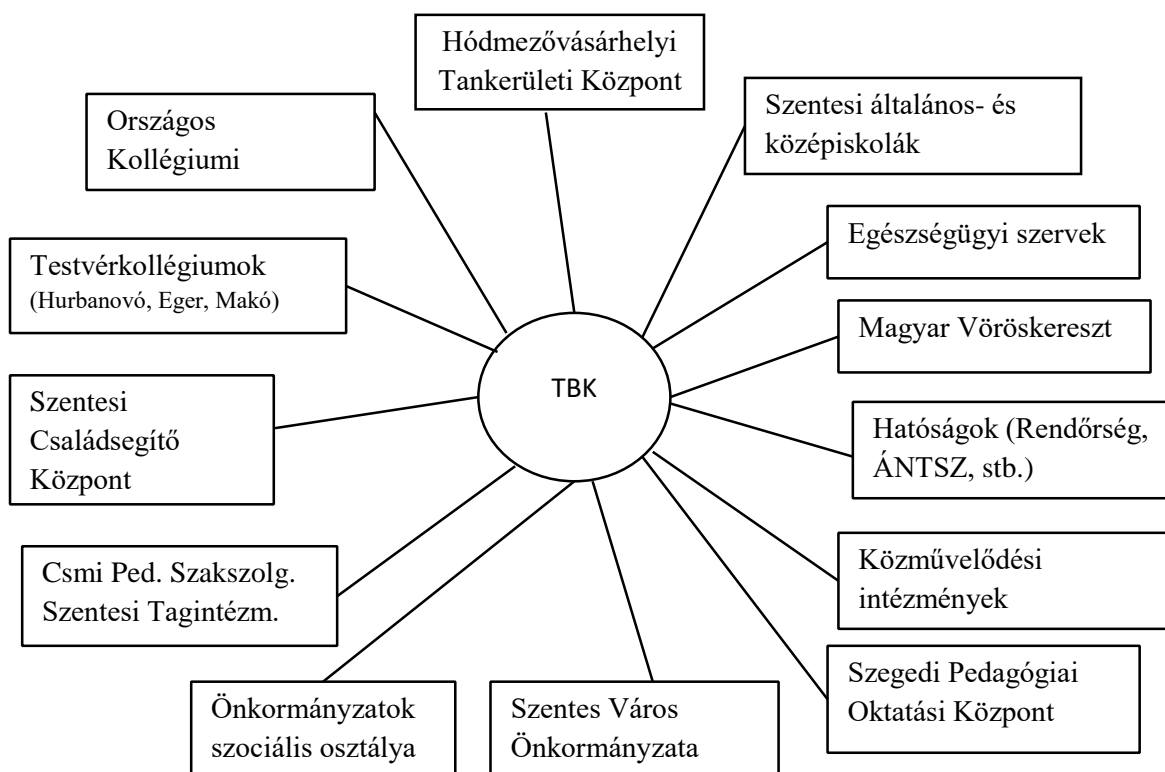 Hódmezővásárhelyi
Tankerületi Központ
Országos
Kollégiumi
Szentesi általános- és
középiskolák
Testvérkollégiumok
(Hurbanovó, Eger, Makó)
Egészségügyi szervek
Magyar Vöröskereszt
TBK
Szentesi
Családsegítő
Központ
Hatóságok (Rendőrség,
ÁNTSZ, stb.)
Csmi Ped. Szakszolg.
Szentesi Tagintézm.
Közművelődési
intézmények
Önkormányzatok
szociális osztálya
Szentes Város
Önkormányzata
Szegedi Pedagógiai
Oktatási Központ